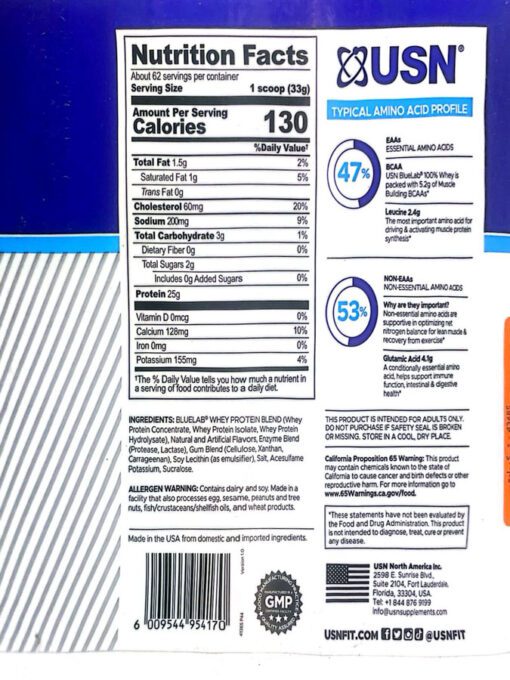 Nutrition Facts
About 62 servings per container
Serving Size 1 scoop (33g)
Amount Per Serving
Calories 130
%Daily Value†
Total Fat 1.5g 2%
Saturated Fat 1g 5%
Trans Fat 0g
Cholesterol 60mg 20%
Sodium 200mg 9%
Total Carbohydrate 3g 1%
Dietary Fiber 0g 0%
Total Sugars 2g
Includes 0g Added Sugars 0%
Protein 25g
Vitamin D 0mcg 0%
Calcium 128mg 10%
Iron 0mg 0%
Potassium 155mg 4%
†The % Daily Value tells you how much a nutrient in
a serving of food contributes to a daily diet.
INGREDIENTS: BLUELAB® WHEY PROTEIN BLEND (Whey
Protein Concentrate, Whey Protein Isolate, Whey Protein
Hydrolysate), Natural and Artificial Flavors, Enzyme Blend
(Protease, Lactase), Gum Blend (Cellulose, Xanthan,
Carrageenan), Soy Lecithin (as emulsifier), Salt, Acesulfame
Potassium, Sucralose.
ALLERGEN WARNING: Contains dairy and soy. Made in a
facility that also processes egg, sesame, peanuts and tree
nuts, fish/crustaceans/shellfish oils, and wheat products.
Made in the USA from domestic and imported ingredients.
Version 1.0
6 009544 954170
GMP
USN®
TYPICAL AMINO ACID PROFILE
47%
EAAs
ESSENTIAL AMINO ACIDS
BCAA
USN BlueLab® 100% Whey is
packed with 5.2g of Muscle
Building BCAAs*
Leucine 2.4g
The most important amino acid for
driving & activating muscle protein
synthesis*
53%
NON-EAAs
NON-ESSENTIAL AMINO ACIDS
Why are they important?
Non-essential amino acids are
supportive in optimizing net
nitrogen balance for lean muscle &
recovery from exercise*
Glutamic Acid 4.1g
A conditionally essential amino
acid, helps support immune
function, intestinal & digestive
health*
THIS PRODUCT IS INTENDED FOR ADULTS ONLY.
DO NOT PURCHASE IF SAFETY SEAL IS BROKEN
OR MISSING. STORE IN A COOL, DRY PLACE.
California Proposition 65 Warning: This product
may contain chemicals known to the state of
California to cause cancer and birth defects or other
reproductive harm. For more information go to
www.65Warnings.ca.gov/food.
*These statements have not been evaluated by
the Food and Drug Administration. This product
is not intended to diagnose, treat, cure or prevent
any disease.
USN North America Inc.
2598 E. Sunrise Blvd.,
Suite 2104, Fort Lauderdale,
Florida, 33304, USA.
Tel: +1 844 876 9199
Info@usnsupplements.com
USNFIT.COM @USNFIT